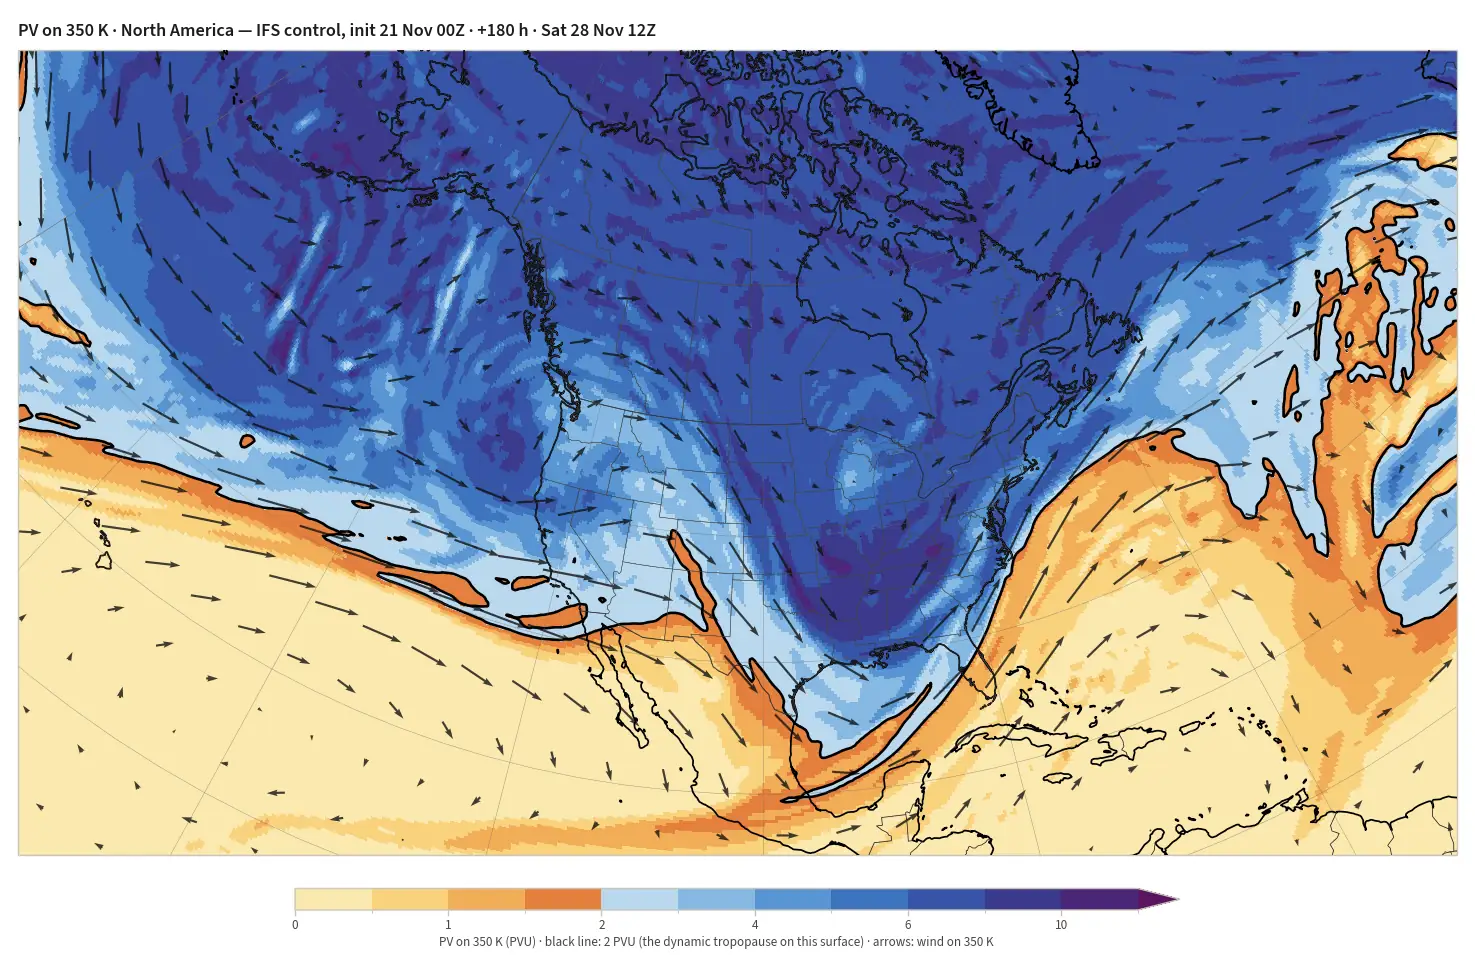 PV on 350 K · North America — IFS control, init 21 Nov 00Z · +180 h · Sat 28 Nov 12Z
0 1 2 4 6 10
PV on 350 K (PVU) · black line: 2 PVU (the dynamic tropopause on this surface) · arrows: wind on 350 K